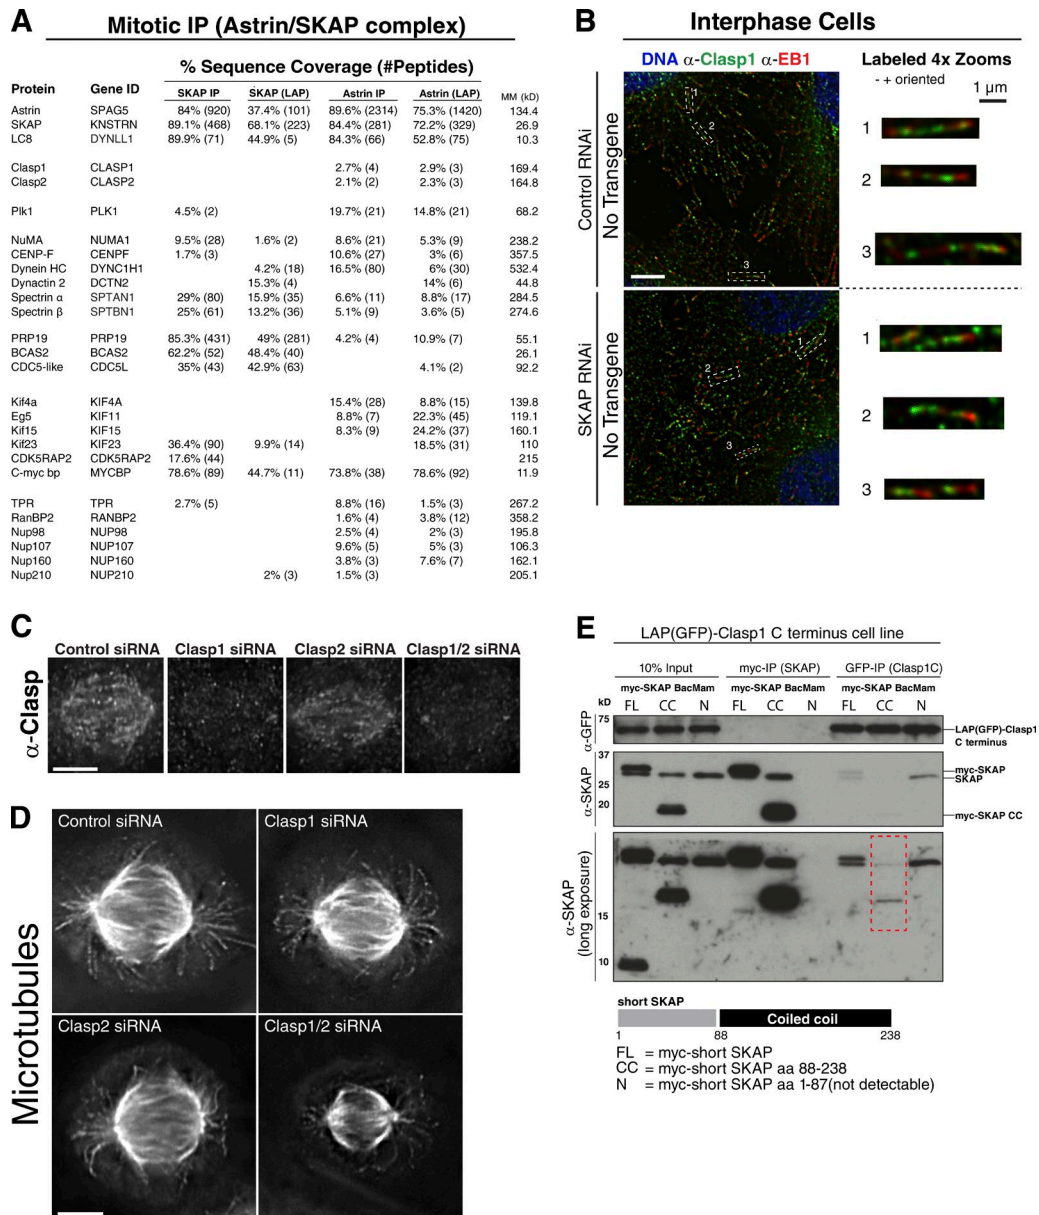 A
Mitotic IP (Astrin/SKAP complex)
% Sequence Coverage (#Peptides)
Protein Gene ID SKAP IP SKAP (LAP) Astrin IP Astrin (LAP) MM (kD)
Astrin SPAG5 84% (920) 37.4% (101) 89.6% (2314) 75.3% (1420) 134.4
SKAP KNSTRN 89.1% (468) 68.1% (223) 84.4% (281) 72.2% (329) 26.9
LC8 DYNLL1 89.9% (71) 44.9% (5) 84.3% (66) 52.8% (75) 10.3
Clasp1 CLASP1 2.7% (4) 2.9% (3) 169.4
Clasp2 CLASP2 2.1% (2) 2.3% (3) 164.8
Plk1 PLK1 4.5% (2) 19.7% (21) 14.8% (21) 68.2
NuMA NUMA1 9.5% (28) 1.6% (2) 8.6% (21) 5.3% (9) 238.2
CENP-F CENPF 1.7% (3) 10.6% (27) 3% (6) 357.5
Dynein HC DYNC1H1 4.2% (18) 16.5% (80) 6% (30) 532.4
Dynactin 2 DCTN2 15.3% (4) 14% (6) 44.8
Spectrin α SPTAN1 29% (80) 15.9% (35) 6.6% (11) 8.8% (17) 284.5
Spectrin β SPTBN1 25% (61) 13.2% (36) 5.1% (9) 3.6% (5) 274.6
PRP19 PRP19 85.3% (431) 49% (281) 4.2% (4) 10.9% (7) 55.1
BCAS2 BCAS2 62.2% (52) 48.4% (40) 26.1
CDC5-like CDC5L 35% (43) 42.9% (63) 4.1% (2) 92.2
Kif4a KIF4A 15.4% (28) 8.8% (15) 139.8
Eg5 KIF11 8.8% (7) 22.3% (45) 119.1
Kif15 KIF15 8.3% (9) 24.2% (37) 160.1
Kif23 KIF23 36.4% (90) 9.9% (14) 18.5% (31) 110
CDK5RAP2 CDK5RAP2 17.6% (44) 215
C-myc bp MYCBP 78.6% (89) 44.7% (11) 73.8% (38) 78.6% (92) 11.9
TPR TPR 2.7% (5) 8.8% (16) 1.5% (3) 267.2
RanBP2 RANBP2 1.6% (4) 3.8% (12) 358.2
Nup98 NUP98 2.5% (4) 2% (3) 195.8
Nup107 NUP107 9.6% (5) 5% (3) 106.3
Nup160 NUP160 3.8% (3) 7.6% (7) 162.1
Nup210 NUP210 2% (3) 1.5% (3) 205.1
B
Interphase Cells
DNA α-Clasp1 α-EB1
Labeled 4x Zooms
- + oriented
1 μm
Control RNAi
No Transgene
1
2
3
1
2
3
SKAP RNAi
No Transgene
1
2
3
1
2
3
C
Control siRNA Clasp1 siRNA Clasp2 siRNA Clasp1/2 siRNA
α-Clasp
D
Microtubules
Control siRNA
Clasp1 siRNA
Clasp2 siRNA
Clasp1/2 siRNA
E
LAP(GFP)-Clasp1 C terminus cell line
10% Input myc-IP (SKAP) GFP-IP (Clasp1C)
myc-SKAP BacMam myc-SKAP BacMam myc-SKAP BacMam
kD FL CC N FL CC N FL CC N
75
α-GFP
LAP(GFP)-Clasp1
C terminus
37
25
20
α-SKAP
myc-SKAP
SKAP
myc-SKAP CC
α-SKAP
(long exposure)
15
10
short SKAP
Coiled coil
1 88 238
FL = myc-short SKAP
CC = myc-short SKAP aa 88-238
N = myc-short SKAP aa 1-87(not detectable)